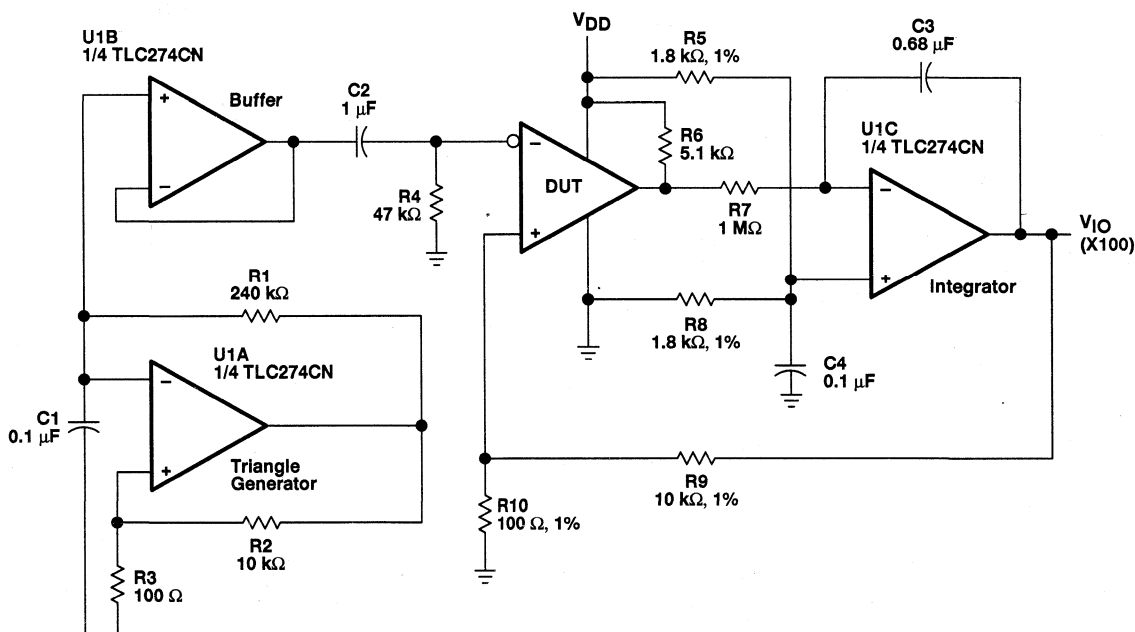 U1B
1/4 TLC274CN
+
−
Buffer
C2
1 µF
R4
47 kΩ
VDD
R5
1.8 kΩ, 1%
R6
5.1 kΩ
−
DUT
+
R7
1 MΩ
C3
0.68 µF
U1C
1/4 TLC274CN
−
+
Integrator
VIO
(X100)
R8
1.8 kΩ, 1%
C4
0.1 µF
R1
240 kΩ
U1A
1/4 TLC274CN
−
+
C1
0.1 µF
Triangle
Generator
R2
10 kΩ
R3
100 Ω
R9
10 kΩ, 1%
R10
100 Ω, 1%